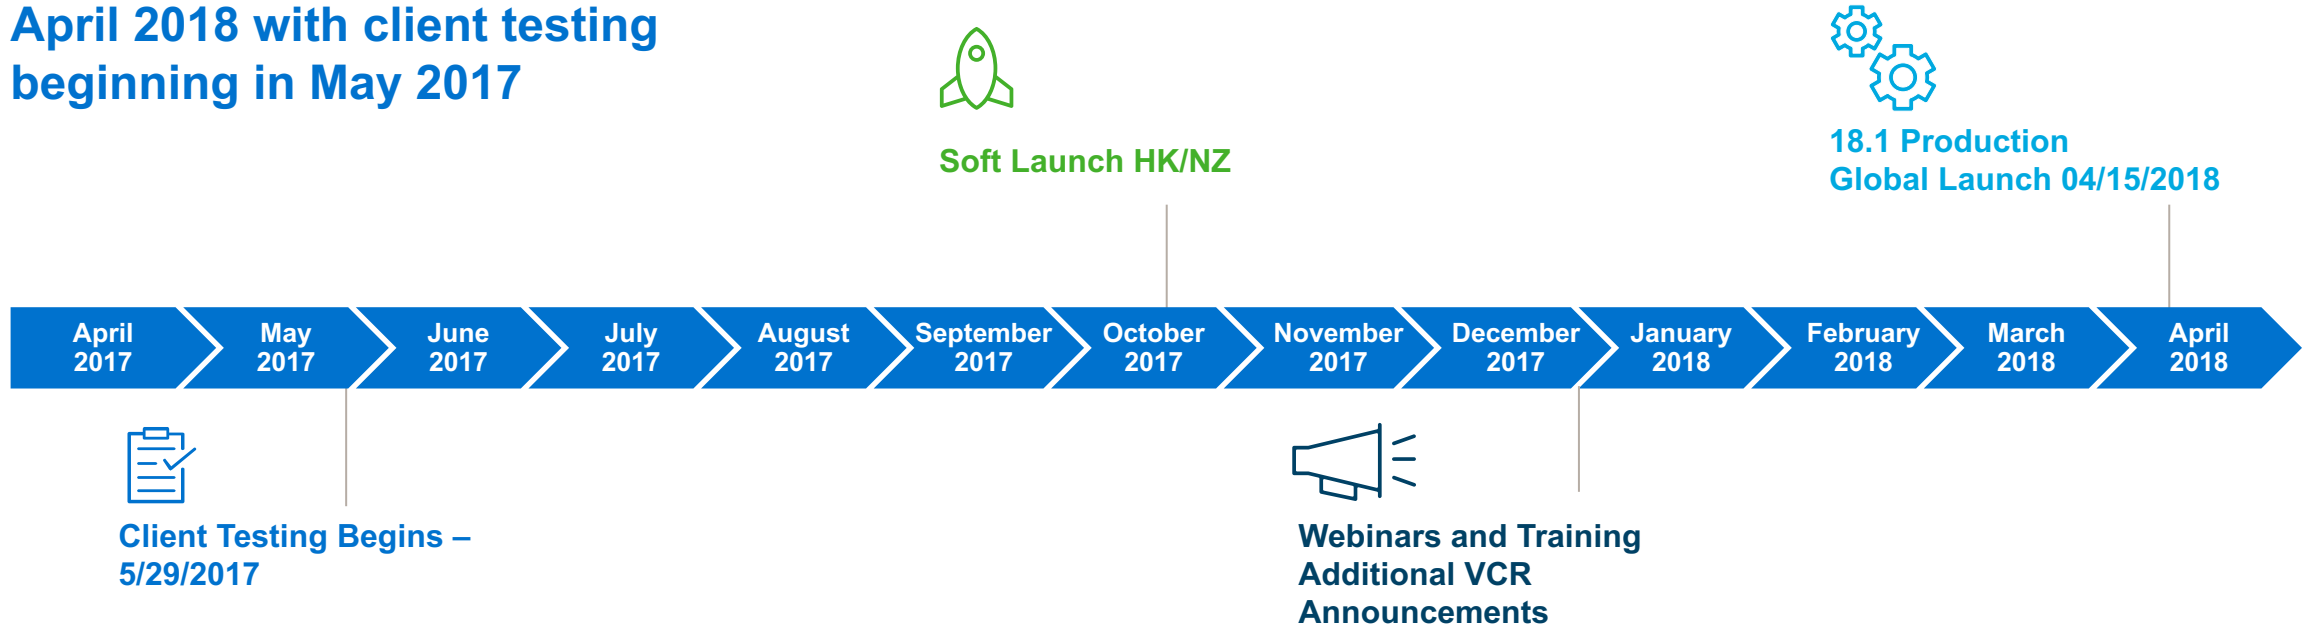 April 2018 with client testing
beginning in May 2017
Soft Launch HK/NZ
18.1 Production
Global Launch 04/15/2018
April
2017
May
2017
June
2017
July
2017
August
2017
September
2017
October
2017
November
2017
December
2017
January
2018
February
2018
March
2018
April
2018
Client Testing Begins –
5/29/2017
Webinars and Training
Additional VCR
Announcements